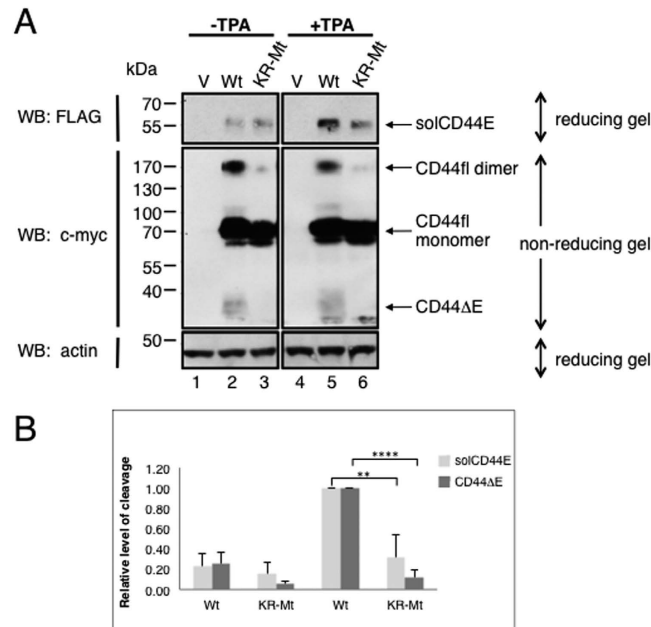 A
-TPA +TPA
kDa V Wt KR-Mt V Wt KR-Mt
WB: FLAG
70
55
solCD44E
reducing gel
WB: c-myc
170
130
100
70
55
40
CD44fl dimer
CD44fl
monomer
CD44ΔE
non-reducing gel
WB: actin
50
reducing gel
1 2 3 4 5 6
B
Relative level of cleavage
1.20
1.00
0.80
0.60
0.40
0.20
0.00
**
****
solCD44E
CD44ΔE
Wt KR-Mt Wt KR-Mt